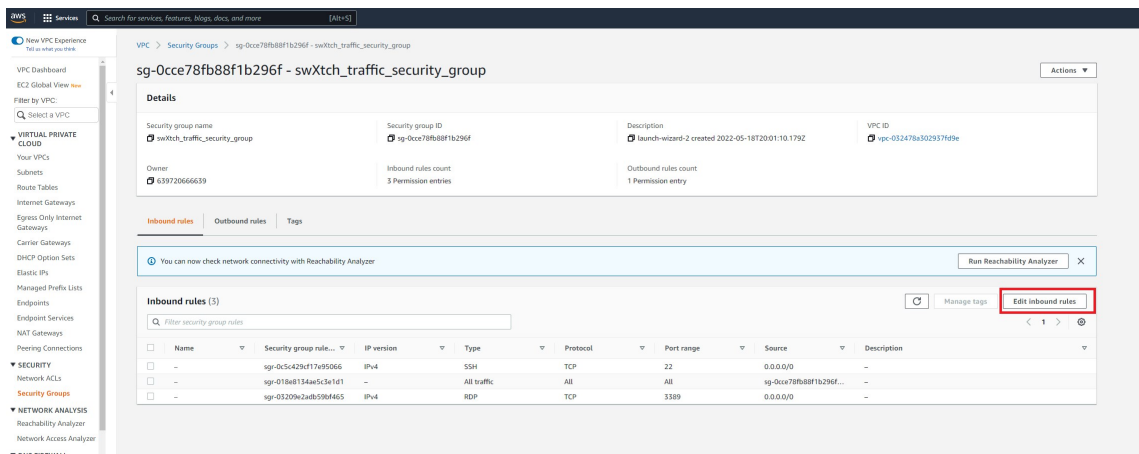 aws
Services
Search for services, features, blogs, docs, and more
[Alt+S]
New VPC Experience
Tell us what you think
VPC Dashboard
EC2 Global View New
Filter by VPC:
Select a VPC
VIRTUAL PRIVATE
CLOUD
Your VPCs
Subnets
Route Tables
Internet Gateways
Egress Only Internet
Gateways
Carrier Gateways
DHCP Option Sets
Elastic IPs
Managed Prefix Lists
Endpoints
Endpoint Services
NAT Gateways
Peering Connections
SECURITY
Network ACLs
Security Groups
NETWORK ANALYSIS
Reachability Analyzer
Network Access Analyzer
VPC > Security Groups > sg-0cce78fb88f1b296f - swXtch_traffic_security_group
sg-0cce78fb88f1b296f - swXtch_traffic_security_group
Actions
Details
Security group name
swXtch_traffic_security_group
Security group ID
sg-0cce78fb88f1b296f
Description
launch-wizard-2 created 2022-05-18T20:01:10.179Z
VPC ID
vpc-032478a302937fd9e
Owner
639720666639
Inbound rules count
3 Permission entries
Outbound rules count
1 Permission entry
Inbound rules Outbound rules Tags
You can now check network connectivity with Reachability Analyzer
Run Reachability Analyzer
Inbound rules (3)
Manage tags
Edit inbound rules
Filter security group rules
< 1 >
Name Security group rule... IP version Type Protocol Port range Source Description
– sgr-0c5c429cf17e95066 IPv4 SSH TCP 22 0.0.0.0/0 –
– sgr-018e8134ae5c3e1d1 – All traffic All All sg-0cce78fb88f1b296f... –
– sgr-03209e2adb59bf465 IPv4 RDP TCP 3389 0.0.0.0/0 –